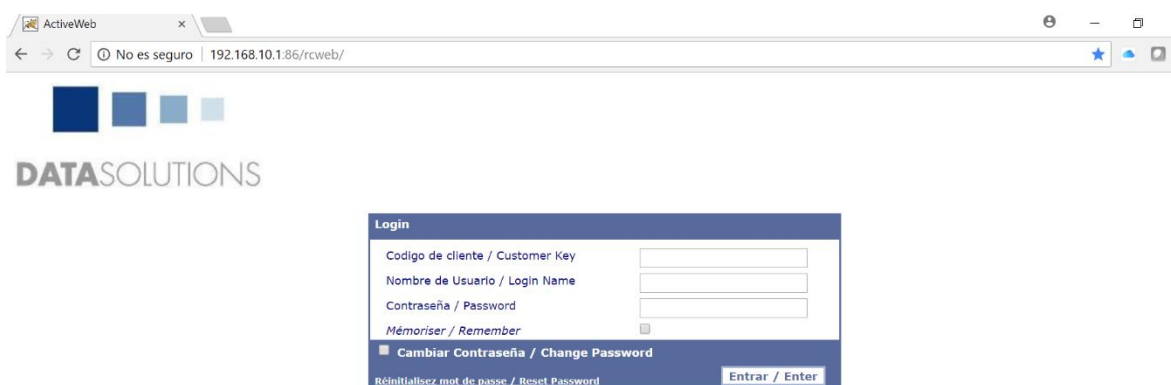 ActiveWeb
No es seguro | 192.168.10.1:86/rcweb/
DATASOLUTIONS
Login
Codigo de cliente / Customer Key
Nombre de Usuario / Login Name
Contraseña / Password
Mémoriser / Remember
Cambiar Contraseña / Change Password
Réinitialisez mot de passe / Reset Password
Entrar / Enter